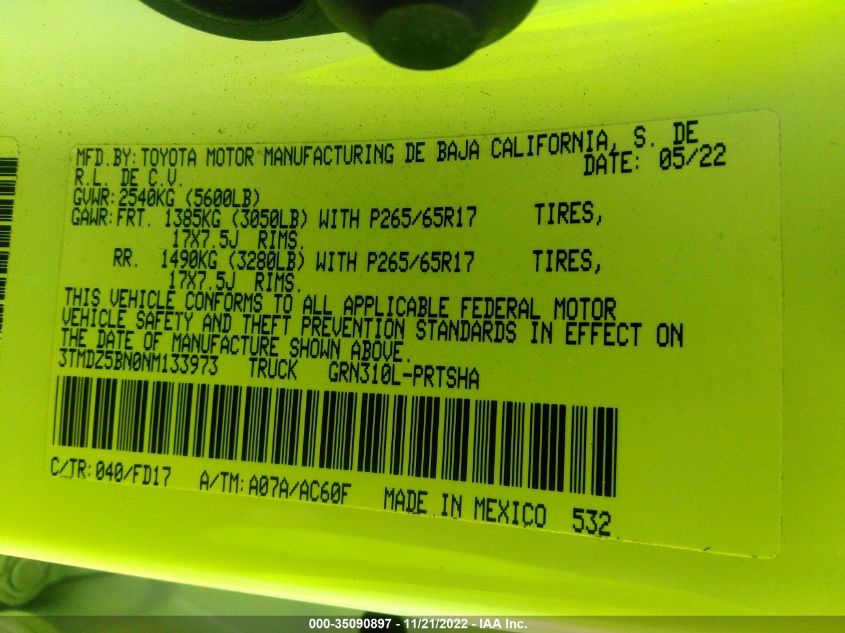 MFD.BY:TOYOTA MOTOR MANUFACTURING DE BAJA CALIFORNIA, S. DE
R.L. DE C.V. DATE: 05/22
GVWR:2540KG (5600LB)
GAWR:FRT. 1385KG (3050LB) WITH P265/65R17 TIRES,
17X7.5J RIMS.
RR. 1490KG (3280LB) WITH P265/65R17 TIRES,
17X7.5J RIMS.
THIS VEHICLE CONFORMS TO ALL APPLICABLE FEDERAL MOTOR
VEHICLE SAFETY AND THEFT PREVENTION STANDARDS IN EFFECT ON
THE DATE OF MANUFACTURE SHOWN ABOVE.
3TMDZ5BN0NM133973 TRUCK GRN310L-PRTSHA
C/TR:040/FD17 A/TM:A07A/AC60F MADE IN MEXICO 532
000-35090897 - 11/21/2022 - IAA Inc.